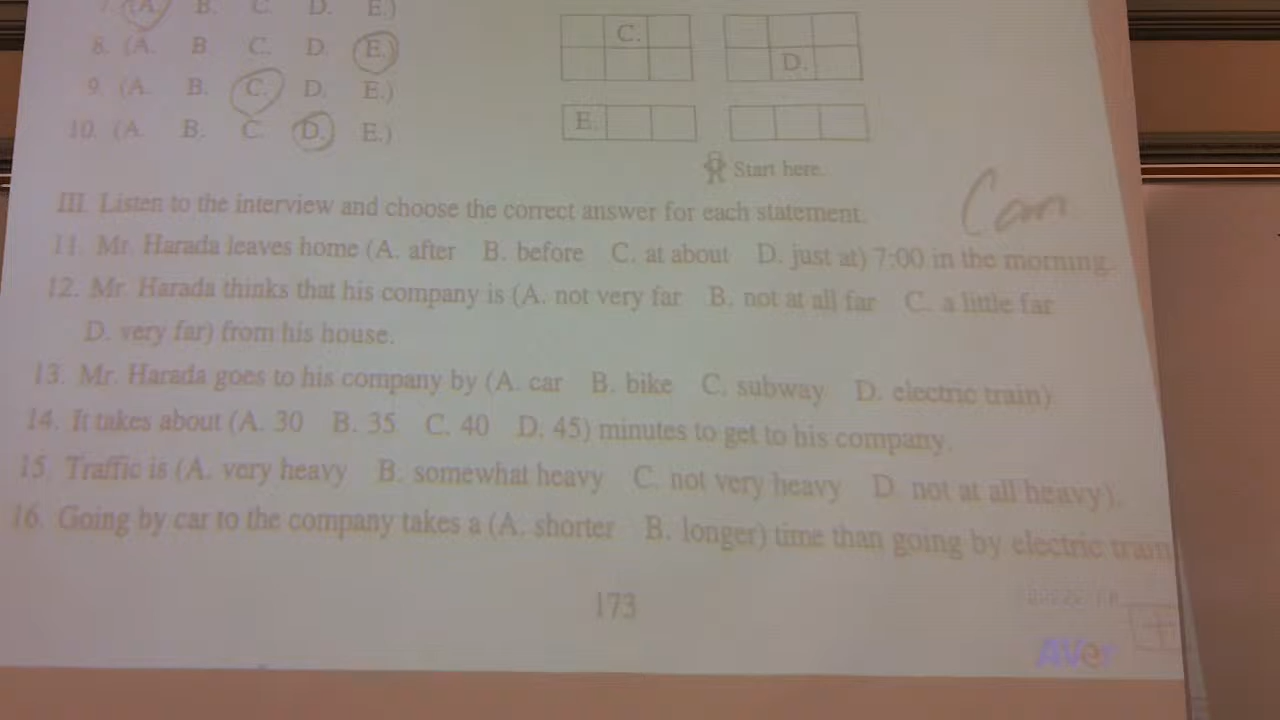 7. (A. B. C. D. E.)
8. (A. B. C. D. E.)
9. (A. B. C. D. E.)
10. (A. B. C. D. E.)
C.
D.
E.
Start here.
III. Listen to the interview and choose the correct answer for each statement.
11. Mr. Harada leaves home (A. after B. before C. at about D. just at) 7:00 in the morning.
12. Mr. Harada thinks that his company is (A. not very far B. not at all far C. a little far
D. very far) from his house.
13. Mr. Harada goes to his company by (A. car B. bike C. subway D. electric train)
14. It takes about (A. 30 B. 35 C. 40 D. 45) minutes to get to his company.
15. Traffic is (A. very heavy B. somewhat heavy C. not very heavy D. not at all heavy).
16. Going by car to the company takes a (A. shorter B. longer) time than going by electric train
173
AVer